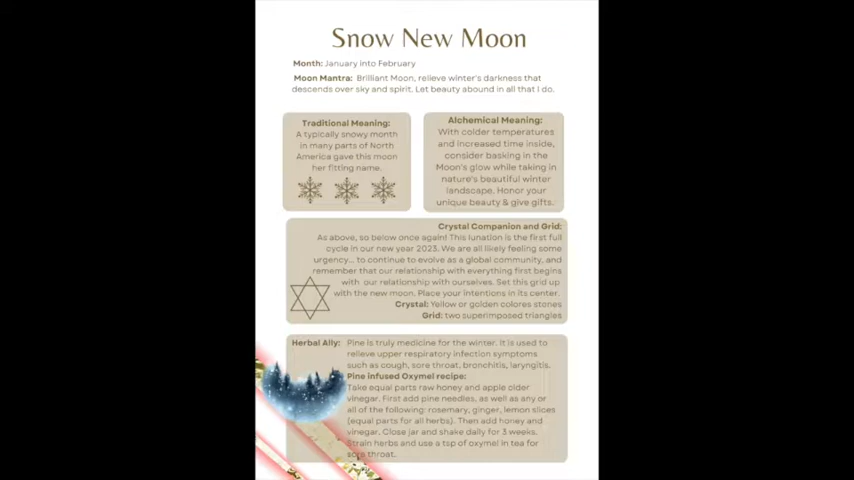 Snow New Moon
Month: January into February
Moon Mantra: Brilliant Moon, relieve winter's darkness that
descends over sky and spirit. Let beauty abound in all that I do.
Traditional Meaning:
A typically snowy month
in many parts of North
America gave this moon
her fitting name.
Alchemical Meaning:
With colder temperatures
and increased time inside,
consider basking in the
Moon's glow while taking in
nature's beautiful winter
landscape. Honor your
unique beauty & give gifts.
Crystal Companion and Grid:
As above, so below once again! This lunation is the first full
cycle in our new year 2023. We are all likely feeling some
urgency... to continue to evolve as a global community, and
remember that our relationship with everything first begins
with our relationship with ourselves. Set this grid up
with the new moon. Place your intentions in its center.
Crystal: Yellow or golden colores stones
Grid: two superimposed triangles
Herbal Ally: Pine is truly medicine for the winter. It is used to
relieve upper respiratory infection symptoms
such as cough, sore throat, bronchitis, laryngitis.
Pine infused Oxymel recipe:
Take equal parts raw honey and apple cider
vinegar. First add pine needles, as well as any or
all of the following: rosemary, ginger, lemon slices
(equal parts for all herbs). Then add honey and
vinegar. Close jar and shake daily for 3 weeks.
Strain herbs and use a tsp of oxymel in tea for
sore throat.